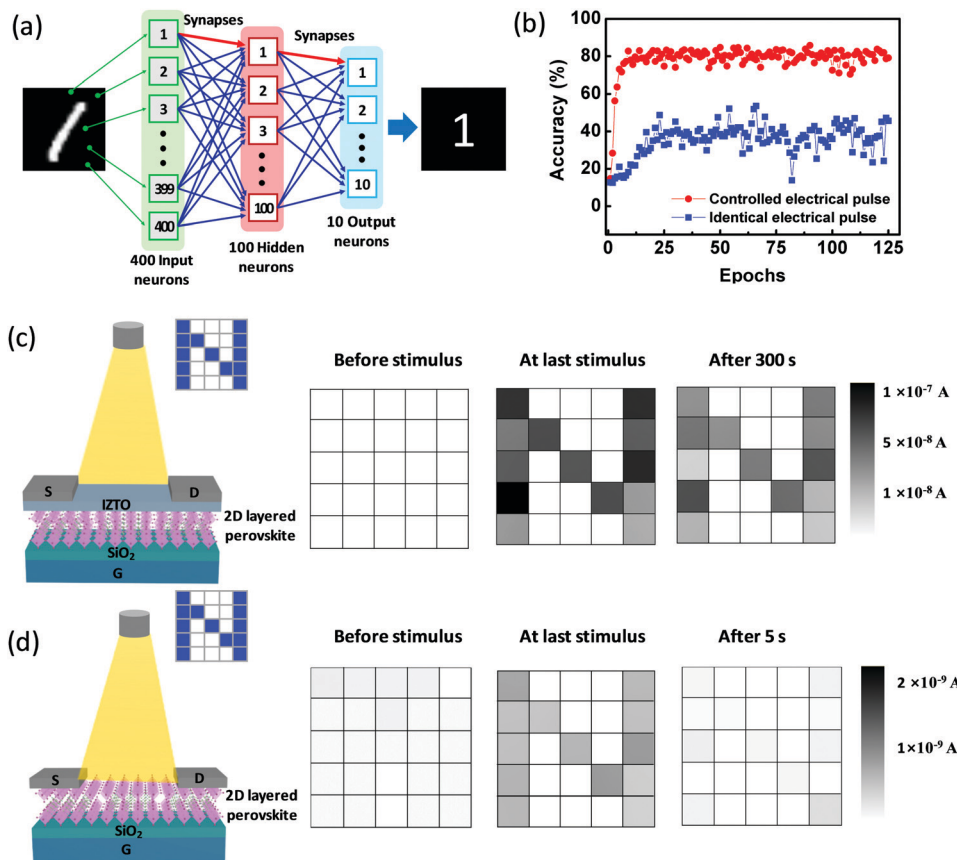 (a)
Synapses
Synapses
1
2
3
399
400
1
2
3
100
1
2
10
1
400 Input
neurons
100 Hidden
neurons
10 Output
neurons
(b)
Accuracy (%)
100
80
60
40
20
0
0
25
50
75
100
125
Epochs
Controlled electrical pulse
Identical electrical pulse
(c)
S
D
IZTO
2D layered
perovskite
SiO₂
G
Before stimulus
At last stimulus
After 300 s
1 ×10⁻⁷ A
5 ×10⁻⁸ A
1 ×10⁻⁸ A
(d)
S
D
2D layered
perovskite
SiO₂
G
Before stimulus
At last stimulus
After 5 s
2 ×10⁻⁹ A
1×10⁻⁹ A